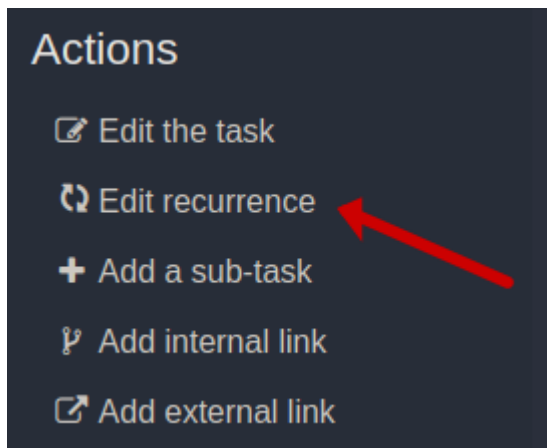 Actions
Edit the task
Edit recurrence
Add a sub-task
Add internal link
Add external link